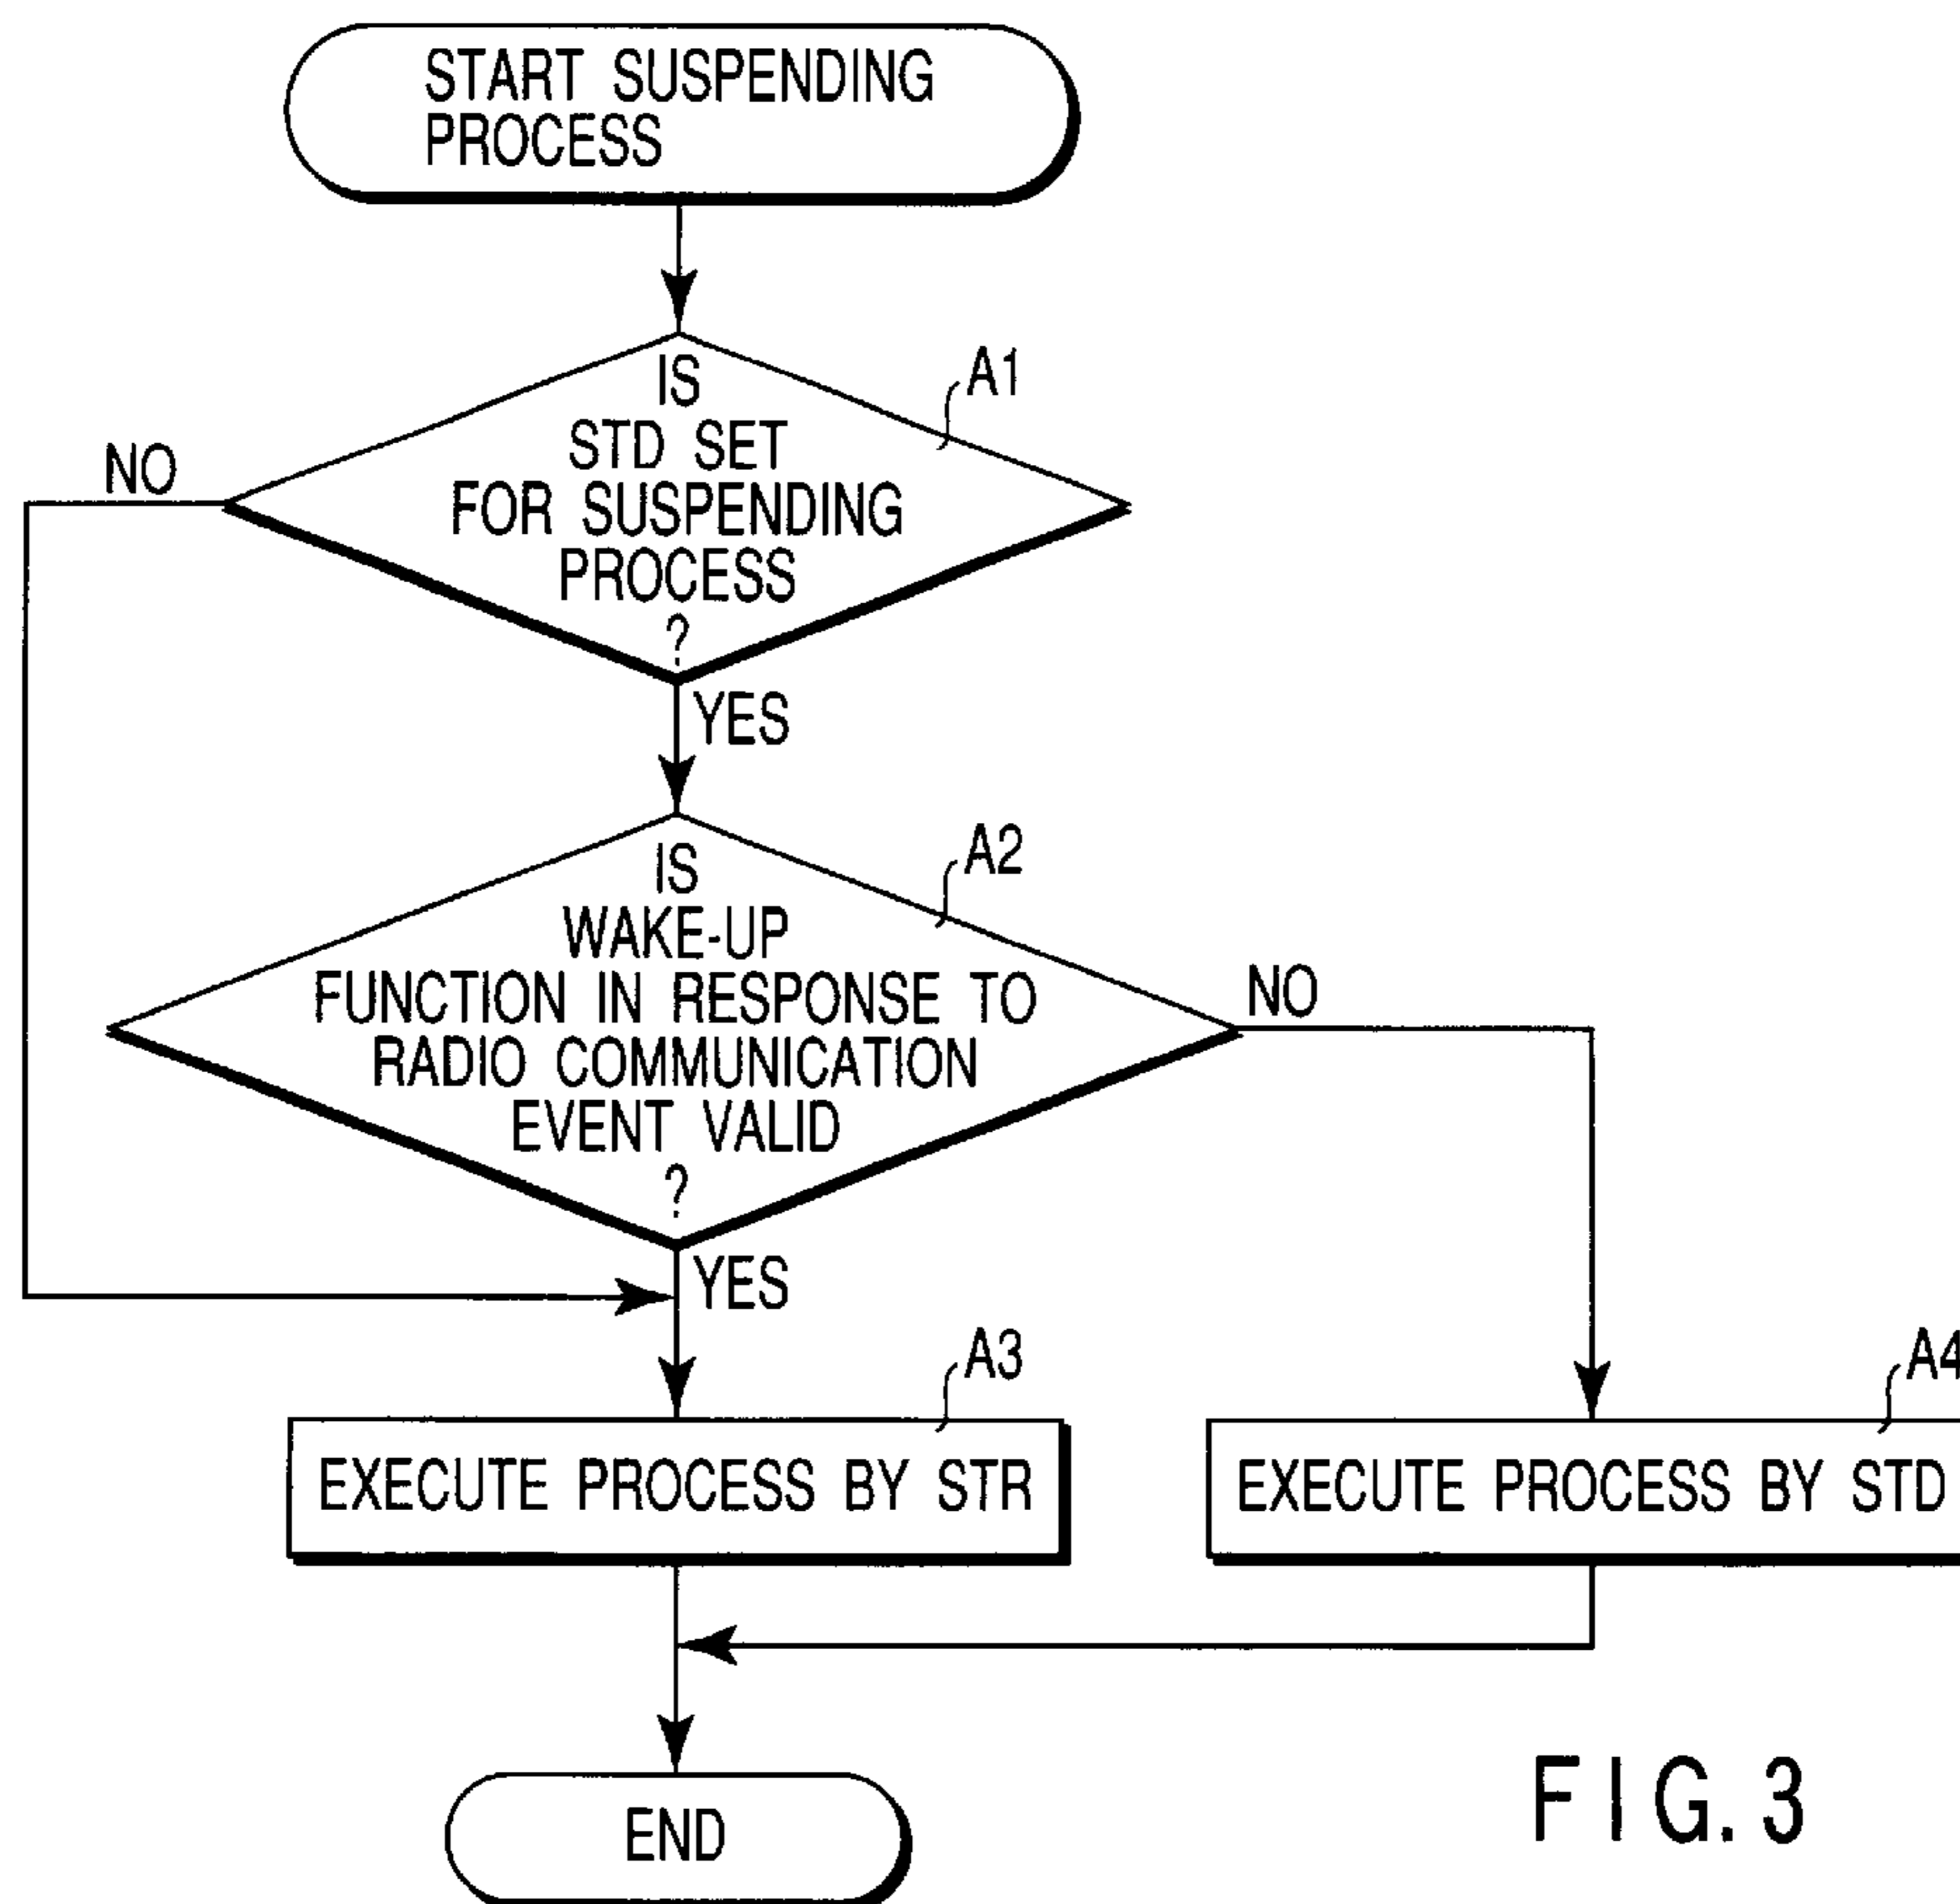 START SUSPENDING
PROCESS
A1
IS
STD SET
FOR SUSPENDING
PROCESS
?
NO
YES
A2
IS
WAKE-UP
FUNCTION IN RESPONSE TO
RADIO COMMUNICATION
EVENT VALID
?
NO
YES
A3
EXECUTE PROCESS BY STR
A4
EXECUTE PROCESS BY STD
END
FIG. 3